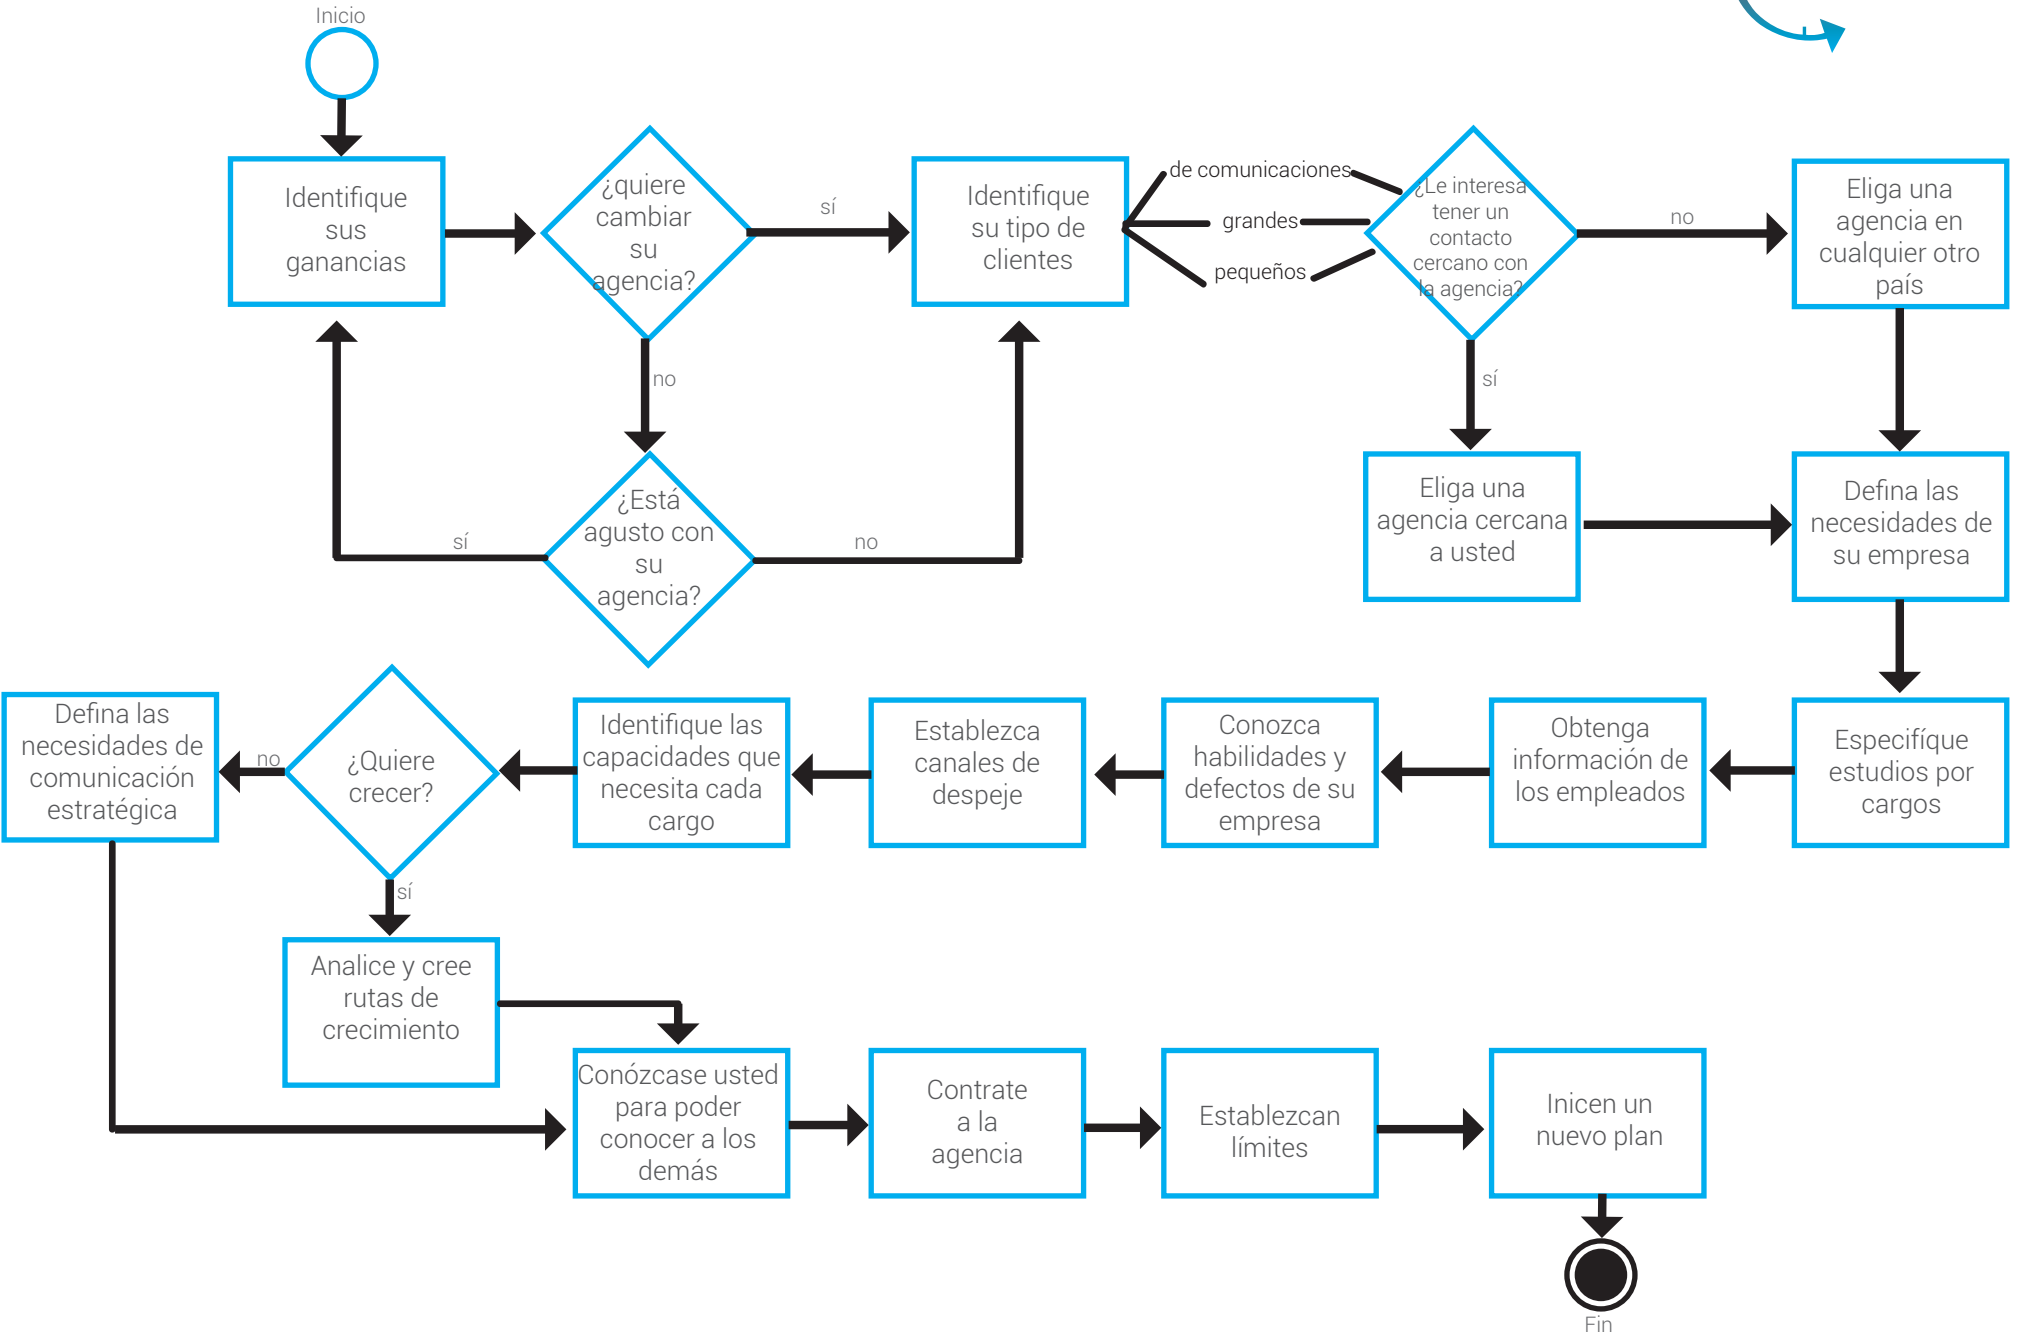 Inicio
Identifique
sus
ganancias
¿quiere
cambiar
su
agencia?
sí
no
¿Está
agusto con
su
agencia?
sí
no
Identifique
su tipo de
clientes
de comunicaciones
grandes
pequeños
¿Le interesa
tener un
contacto
cercano con
la agencia?
no
sí
Eliga una
agencia en
cualquier otro
país
Eliga una
agencia cercana
a usted
Defina las
necesidades de
su empresa
Especifíque
estudios por
cargos
Obtenga
información de
los empleados
Conozca
habilidades y
defectos de su
empresa
Establezca
canales de
despeje
Identifique las
capacidades que
necesita cada
cargo
¿Quiere
crecer?
no
sí
Defina las
necesidades de
comunicación
estratégica
Analice y cree
rutas de
crecimiento
Conózcase usted
para poder
conocer a los
demás
Contrate
a la
agencia
Establezcan
límites
Inicen un
nuevo plan
Fin